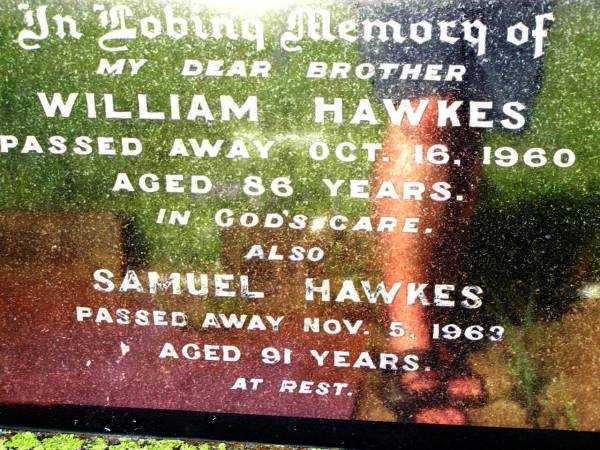 In Loving Memory of
MY DEAR BROTHER
WILLIAM HAWKES
PASSED AWAY OCT. 16, 1960
AGED 86 YEARS.
IN GOD'S CARE.
ALSO
SAMUEL HAWKES
PASSED AWAY NOV. 5, 1963
AGED 91 YEARS.
AT REST.